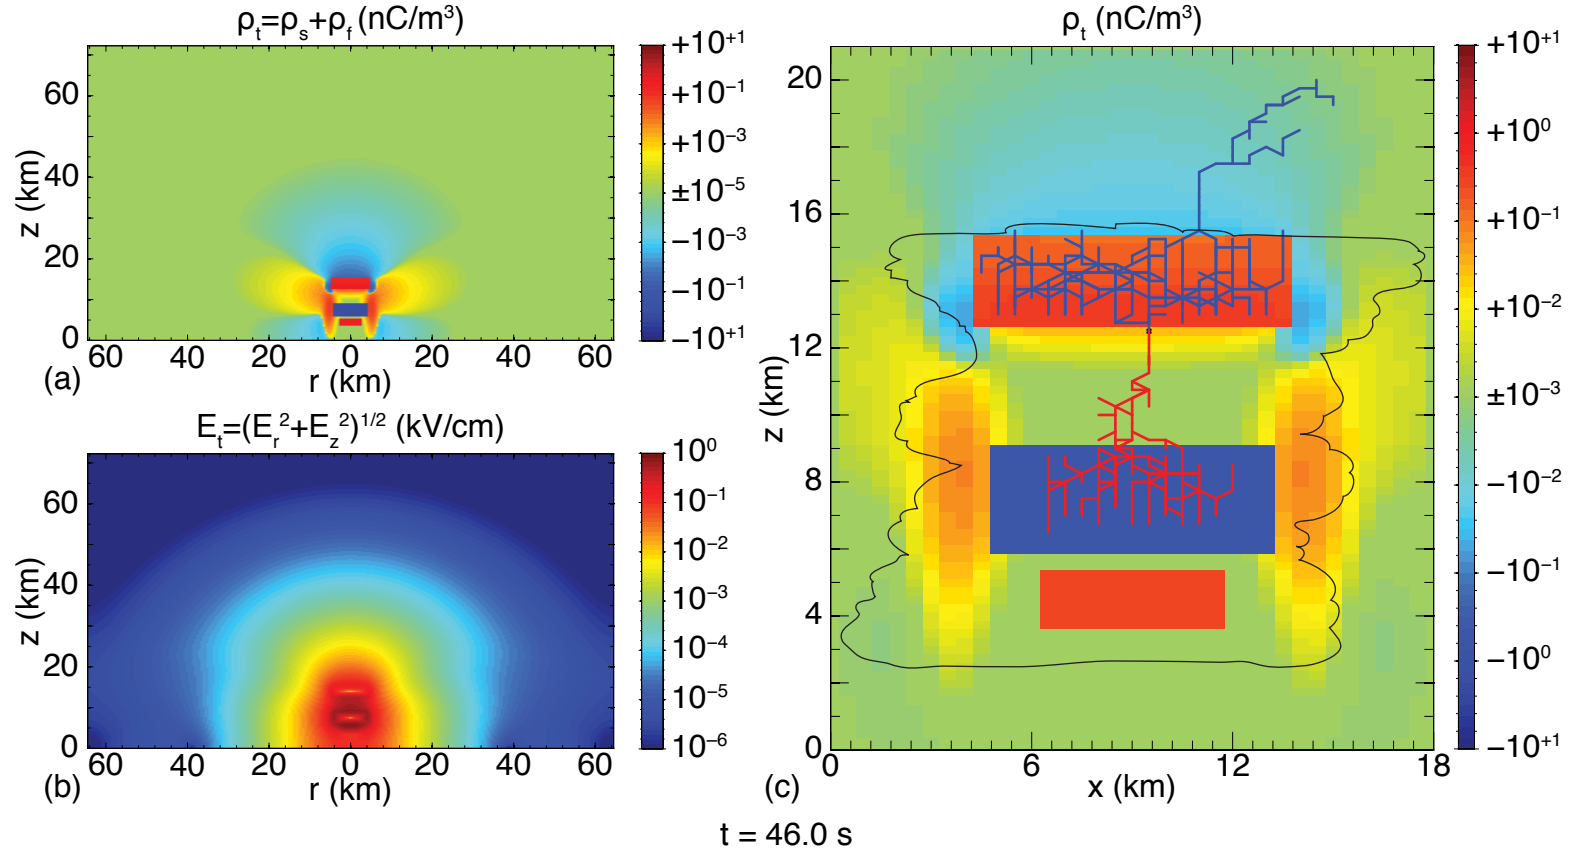 ρₜ=ρₛ+ρ_f (nC/m³)
z (km)
60
40
20
0
60 40 20 0 20 40 60
r (km)
(a)
+10⁺¹
+10⁻¹
+10⁻³
±10⁻⁵
−10⁻³
−10⁻¹
−10⁺¹
Eₜ=(Eᵣ²+E_z²)¹ᐟ² (kV/cm)
z (km)
60
40
20
0
60 40 20 0 20 40 60
r (km)
(b)
10⁰
10⁻¹
10⁻²
10⁻³
10⁻⁴
10⁻⁵
10⁻⁶
ρₜ (nC/m³)
z (km)
20
16
12
8
4
0
0 6 12 18
x (km)
(c)
+10⁺¹
+10⁰
+10⁻¹
+10⁻²
±10⁻³
−10⁻²
−10⁻¹
−10⁰
−10⁺¹
t = 46.0 s